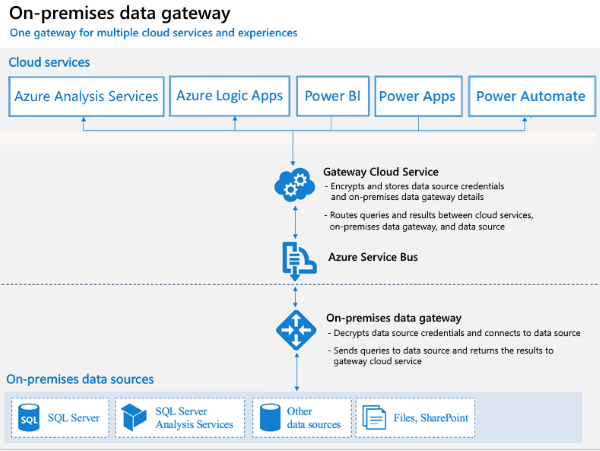 On-premises data gateway
One gateway for multiple cloud services and experiences
Cloud services
Azure Analysis Services
Azure Logic Apps
Power BI
Power Apps
Power Automate
Gateway Cloud Service
- Encrypts and stores data source credentials
and on-premises data gateway details
- Routes queries and results between cloud services,
on-premises data gateway, and data source
Azure Service Bus
On-premises data gateway
- Decrypts data source credentials and connects to data source
- Sends queries to data source and returns the results to
gateway cloud service
On-premises data sources
SQL
SQL Server
SQL Server
Analysis Services
Other
data sources
Files, SharePoint